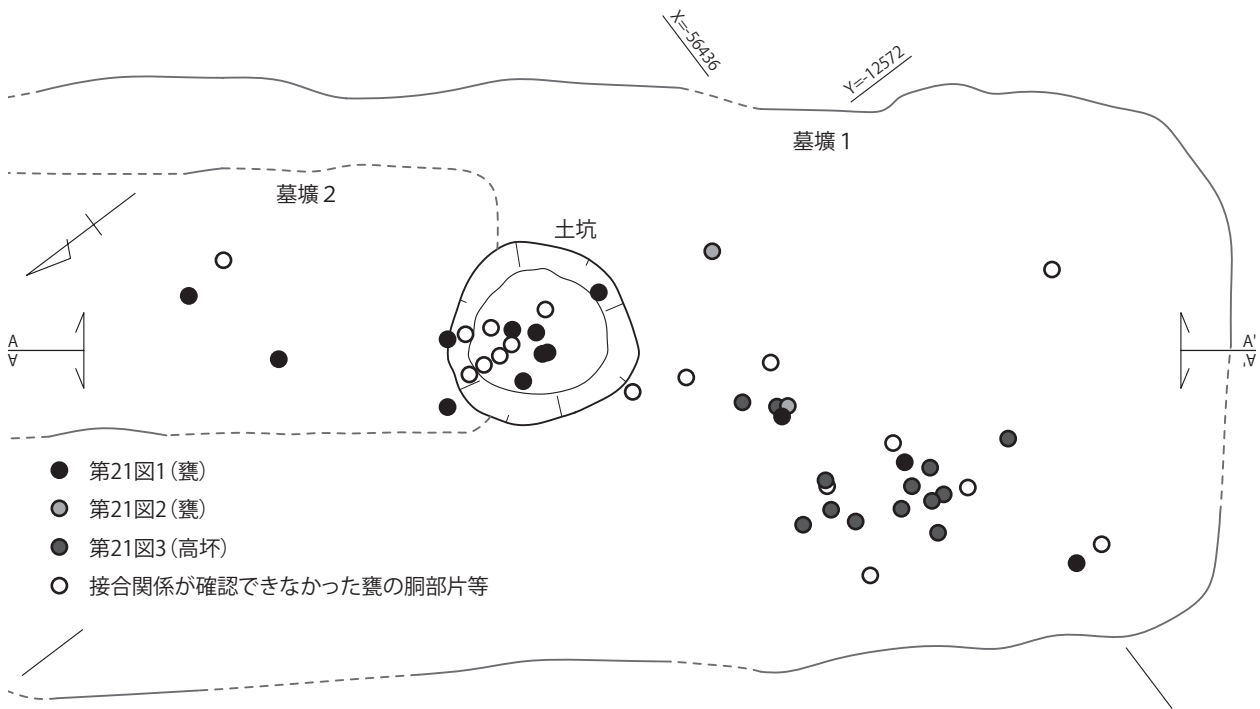 X=-56436
Y=-12572
墓壙1
墓壙2
土坑
A
A
A'
A'
第21図1（甕）
第21図2（甕）
第21図3（高坏）
接合関係が確認できなかった甕の胴部片等